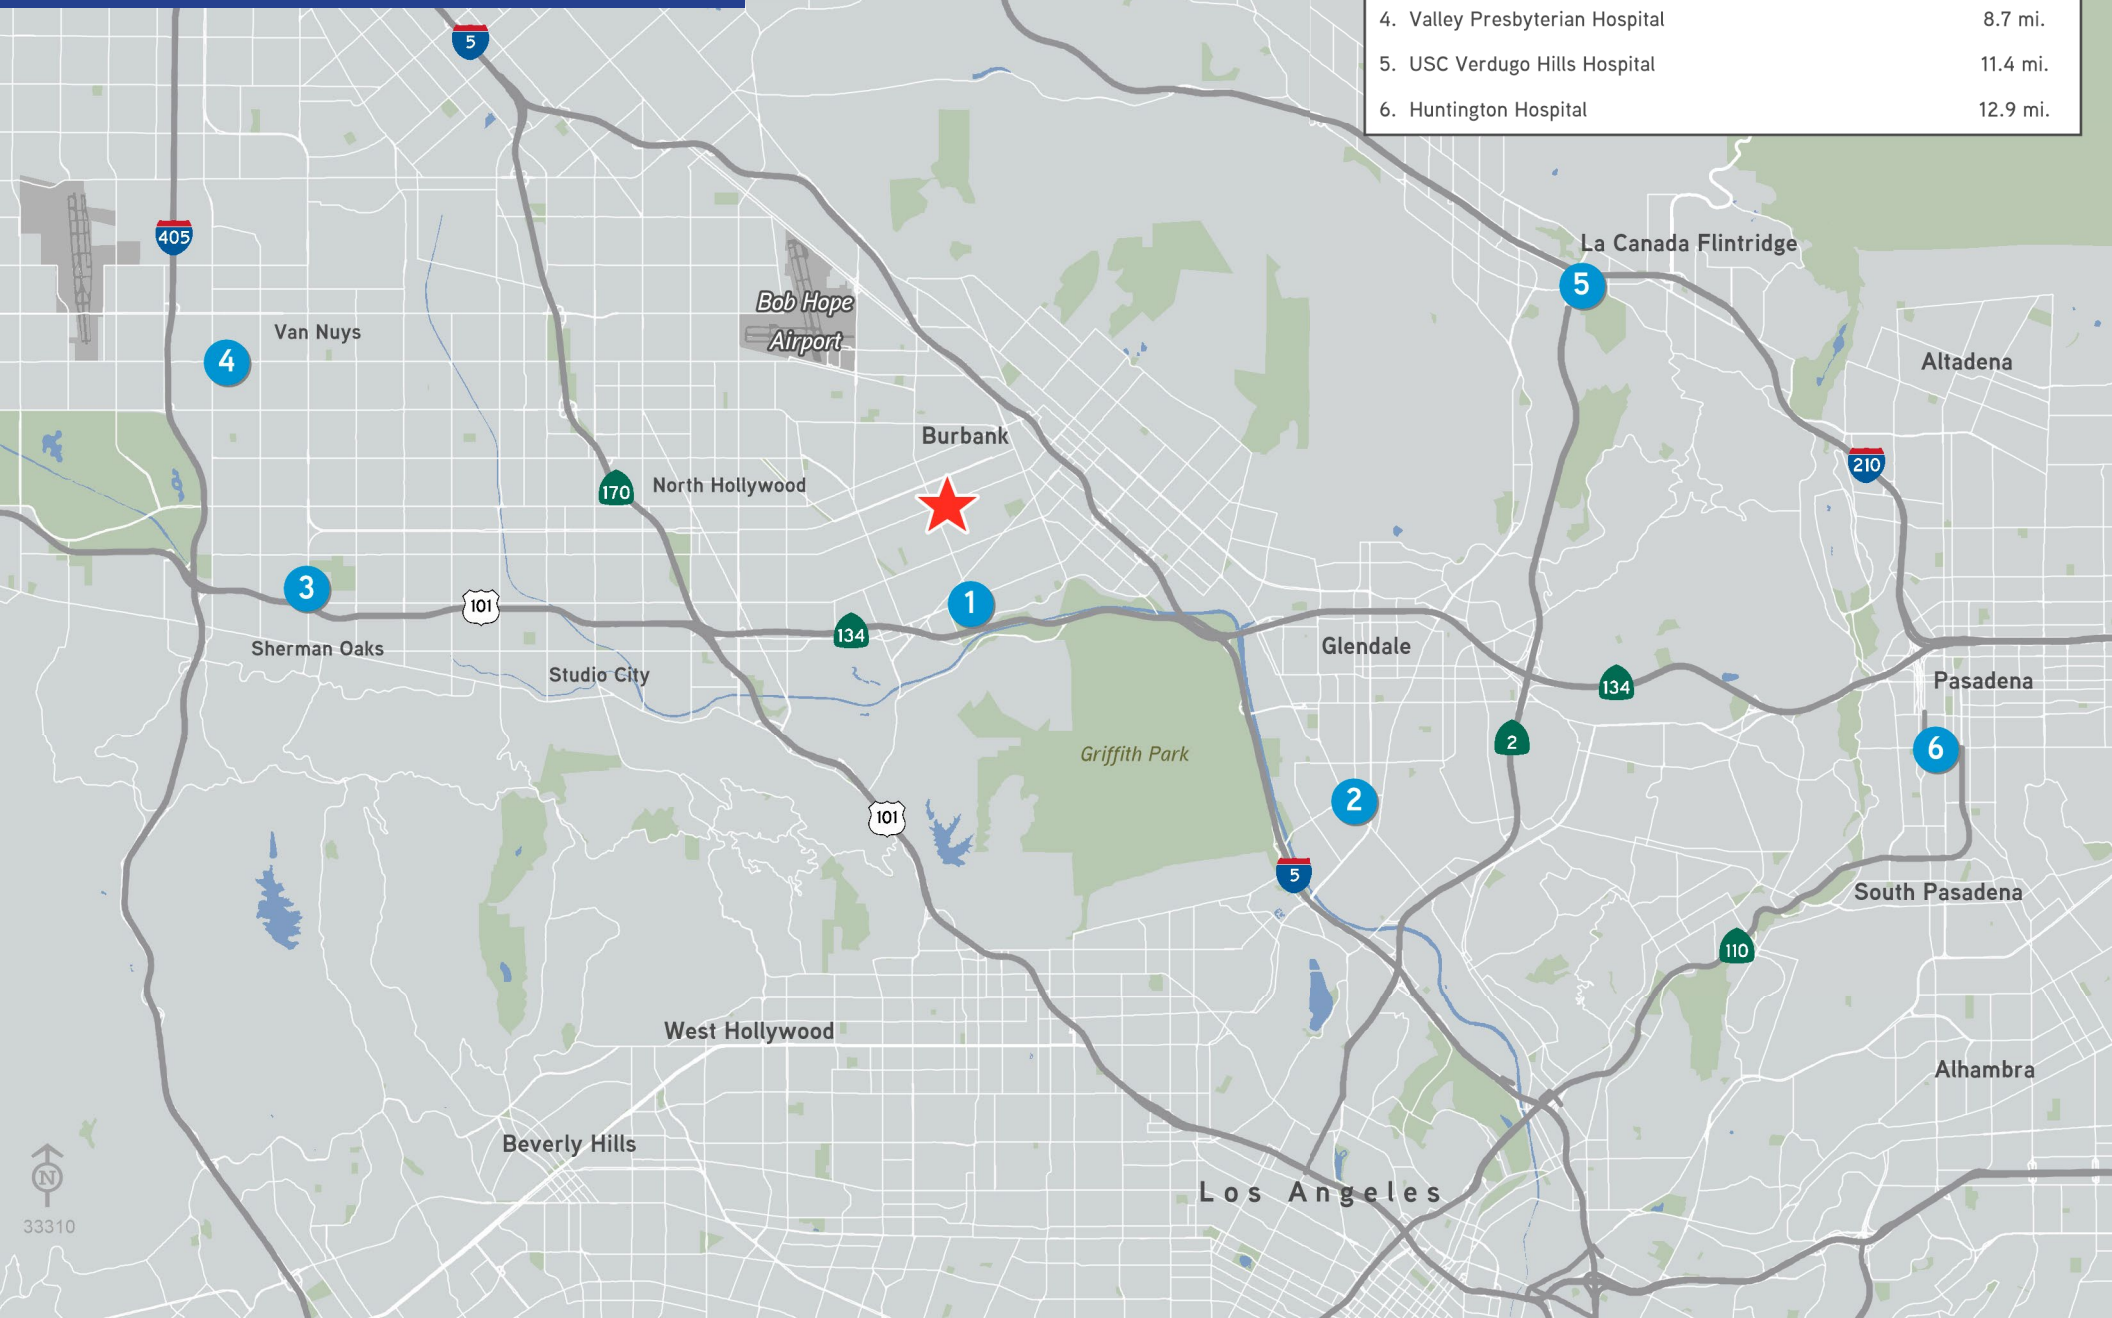 4. Valley Presbyterian Hospital 8.7 mi.
5. USC Verdugo Hills Hospital 11.4 mi.
6. Huntington Hospital 12.9 mi.
5
405
La Canada Flintridge
5
Bob Hope
Airport
Van Nuys
4
Altadena
Burbank
210
170
North Hollywood
3
101
1
134
Sherman Oaks
Studio City
Glendale
134
Pasadena
2
6
Griffith Park
2
101
5
South Pasadena
110
West Hollywood
Alhambra
Beverly Hills
N
Los Angeles
33310